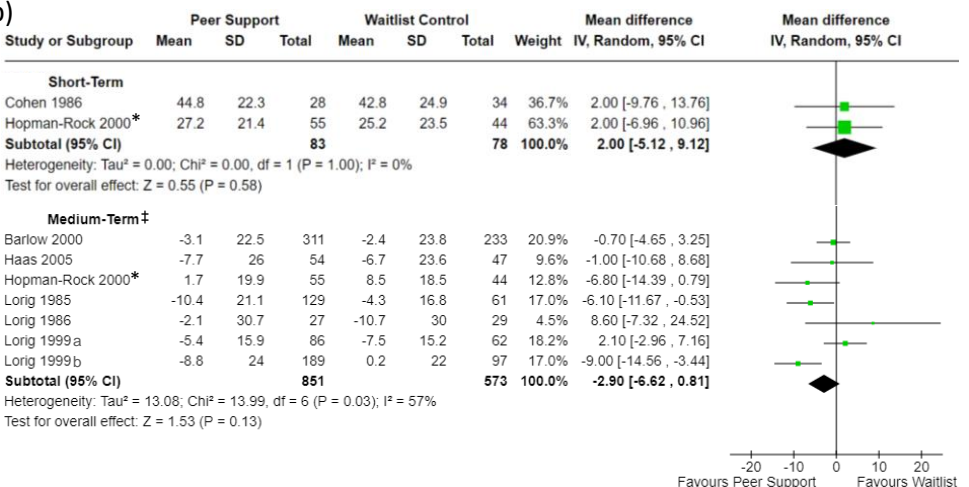 b)
Peer Support Waitlist Control Mean difference Mean difference
Study or Subgroup Mean SD Total Mean SD Total Weight IV, Random, 95% CI IV, Random, 95% CI
Short-Term
Cohen 1986 44.8 22.3 28 42.8 24.9 34 36.7% 2.00 [-9.76 , 13.76]
Hopman-Rock 2000* 27.2 21.4 55 25.2 23.5 44 63.3% 2.00 [-6.96 , 10.96]
Subtotal (95% CI) 83 78 100.0% 2.00 [-5.12 , 9.12]
Heterogeneity: Tau² = 0.00; Chi² = 0.00, df = 1 (P = 1.00); I² = 0%
Test for overall effect: Z = 0.55 (P = 0.58)
Medium-Term‡
Barlow 2000 -3.1 22.5 311 -2.4 23.8 233 20.9% -0.70 [-4.65 , 3.25]
Haas 2005 -7.7 26 54 -6.7 23.6 47 9.6% -1.00 [-10.68 , 8.68]
Hopman-Rock 2000* 1.7 19.9 55 8.5 18.5 44 12.8% -6.80 [-14.39 , 0.79]
Lorig 1985 -10.4 21.1 129 -4.3 16.8 61 17.0% -6.10 [-11.67 , -0.53]
Lorig 1986 -2.1 30.7 27 -10.7 30 29 4.5% 8.60 [-7.32 , 24.52]
Lorig 1999a -5.4 15.9 86 -7.5 15.2 62 18.2% 2.10 [-2.96 , 7.16]
Lorig 1999b -8.8 24 189 0.2 22 97 17.0% -9.00 [-14.56 , -3.44]
Subtotal (95% CI) 851 573 100.0% -2.90 [-6.62 , 0.81]
Heterogeneity: Tau² = 13.08; Chi² = 13.99, df = 6 (P = 0.03); I² = 57%
Test for overall effect: Z = 1.53 (P = 0.13)
-20 -10 0 10 20
Favours Peer Support Favours Waitlist